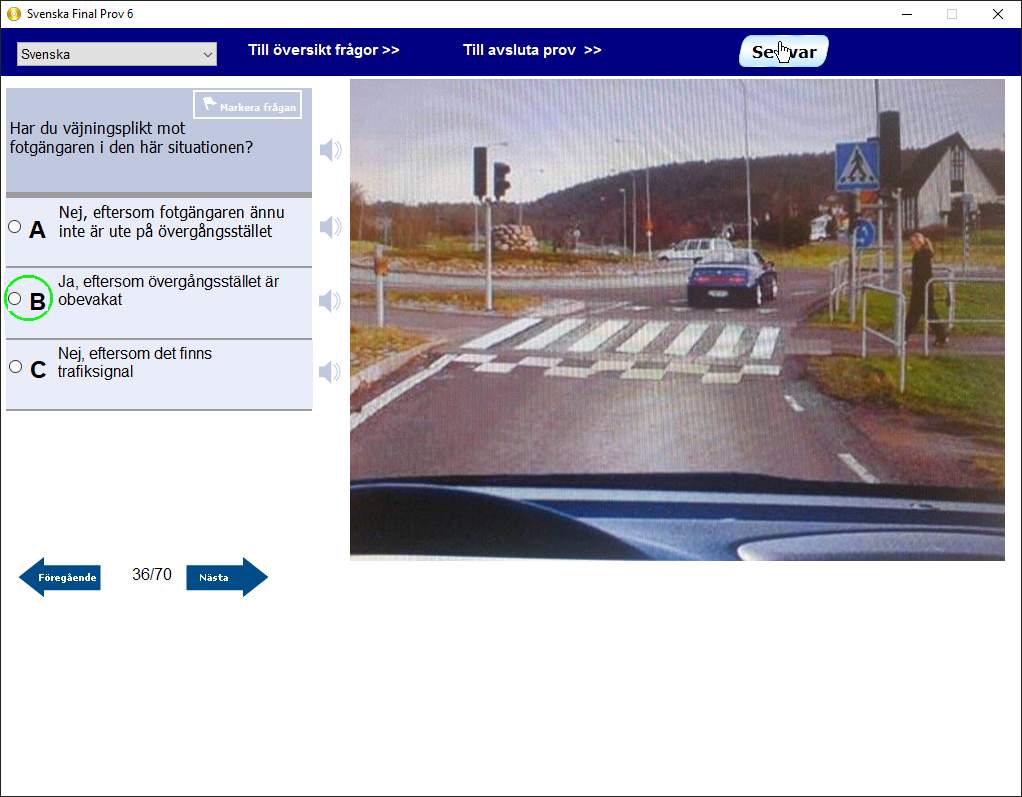 Svenska Final Prov 6
Svenska
Till översikt frågor >>
Till avsluta prov >>
Se svar
Markera frågan
Har du väjningsplikt mot
fotgängaren i den här situationen?
A
Nej, eftersom fotgängaren ännu
inte är ute på övergångsstället
B
Ja, eftersom övergångsstället är
obevakat
C
Nej, eftersom det finns
trafiksignal
Föregående
36/70
Nästa